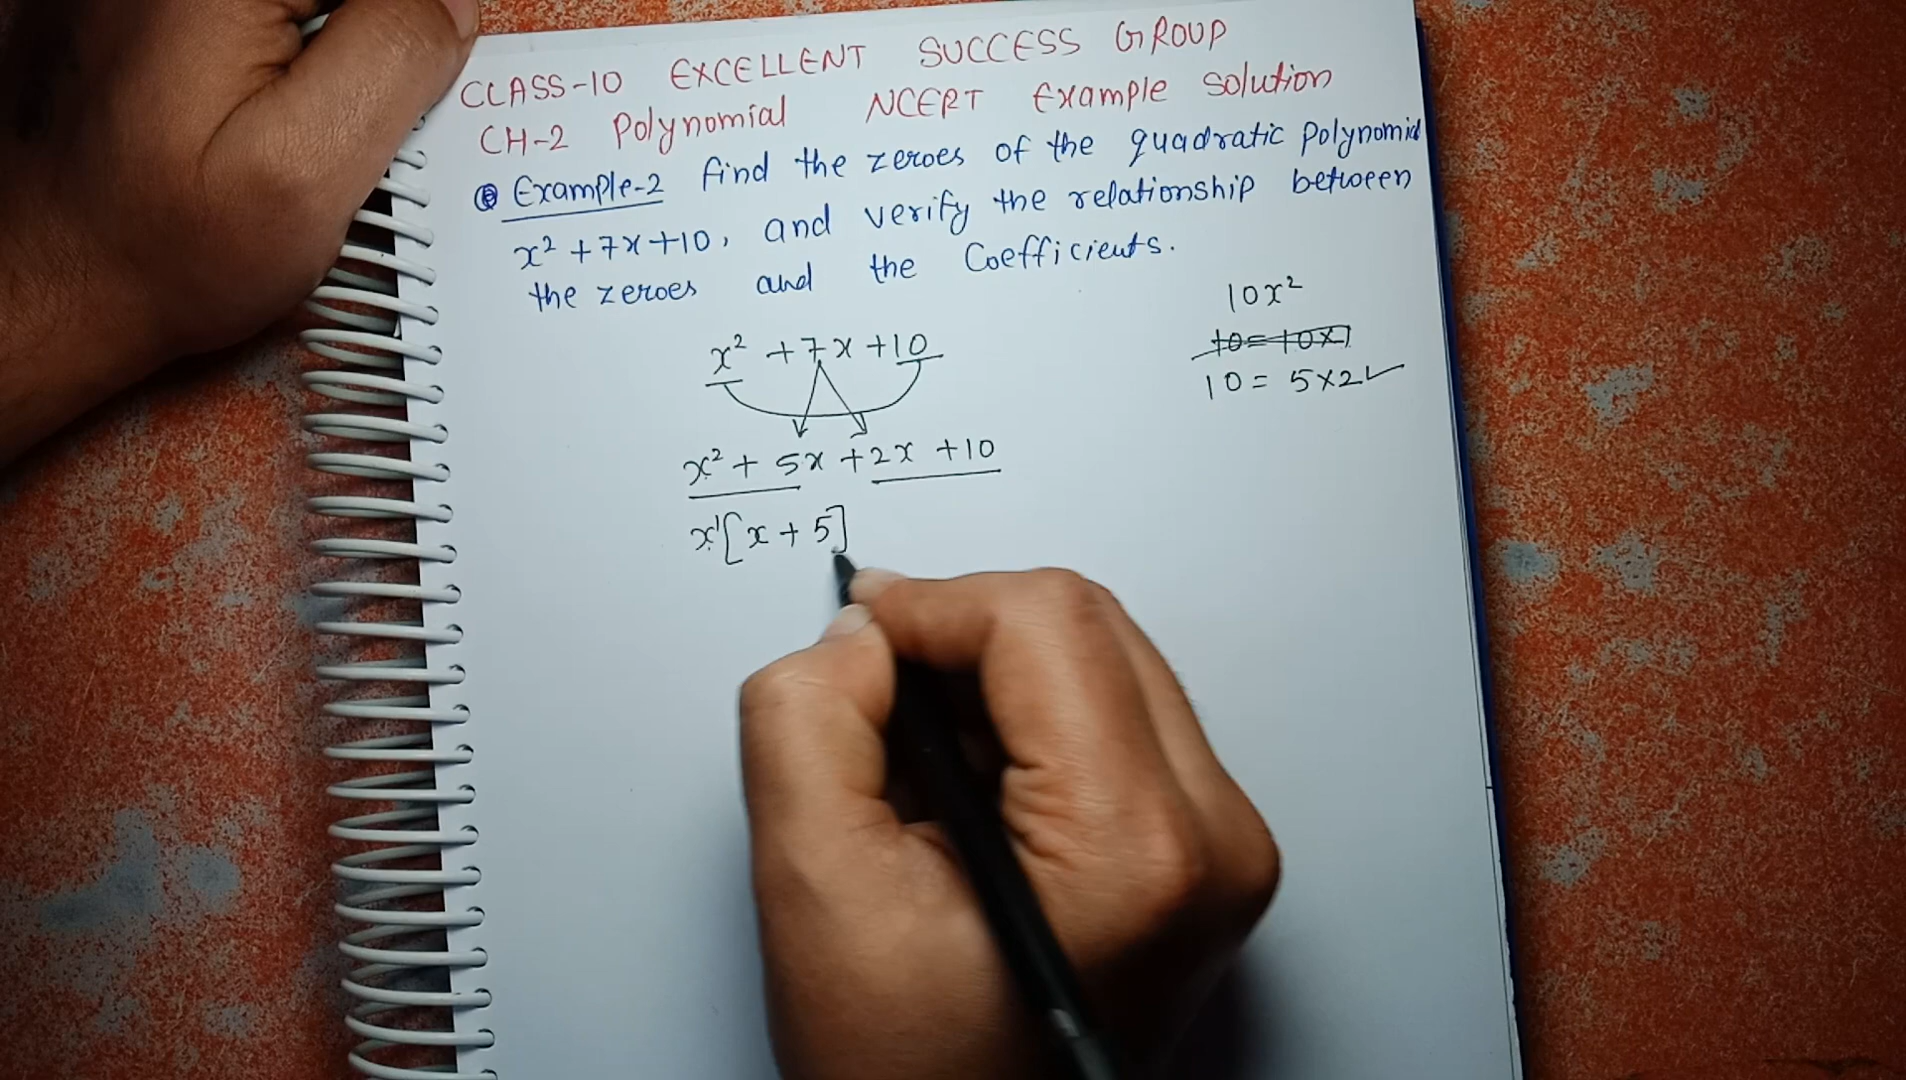 CLASS-10 EXCELLENT SUCCESS GROUP
CH-2 Polynomial NCERT Example Solution
Example-2 find the zeroes of the quadratic Polynomial
x² + 7x + 10, and verify the relationship between
the zeroes and the Coefficients.
10x²
10 = 10x1
10 = 5x2 ✓
x² + 7x + 10
x² + 5x + 2x + 10
x¹[x + 5]